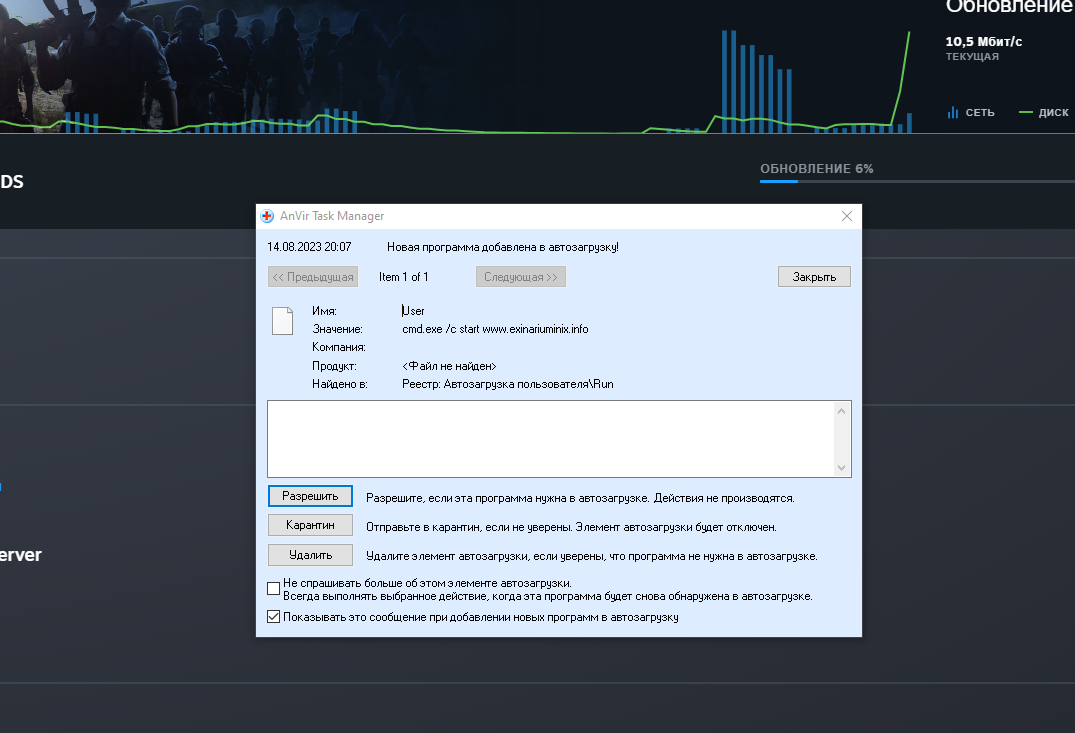 Обновление
10,5 Мбит/с
ТЕКУЩАЯ
СЕТЬ
ДИСК
DS
ОБНОВЛЕНИЕ 6%
AnVir Task Manager
14.08.2023 20:07 Новая программа добавлена в автозагрузку!
<< Предыдущая Item 1 of 1 Следующая >> Закрыть
Имя: User
Значение: cmd.exe /c start www.exinariuminix.info
Компания:
Продукт: <Файл не найден>
Найдено в: Реестр: Автозагрузка пользователя\Run
Разрешить Разрешите, если эта программа нужна в автозагрузке. Действия не производятся.
Карантин Отправьте в карантин, если не уверены. Элемент автозагрузки будет отключен.
erver
Удалить Удалите элемент автозагрузки, если уверены, что программа не нужна в автозагрузке.
Не спрашивать больше об этом элементе автозагрузки.
Всегда выполнять выбранное действие, когда эта программа будет снова обнаружена в автозагрузке.
Показывать это сообщение при добавлении новых программ в автозагрузку